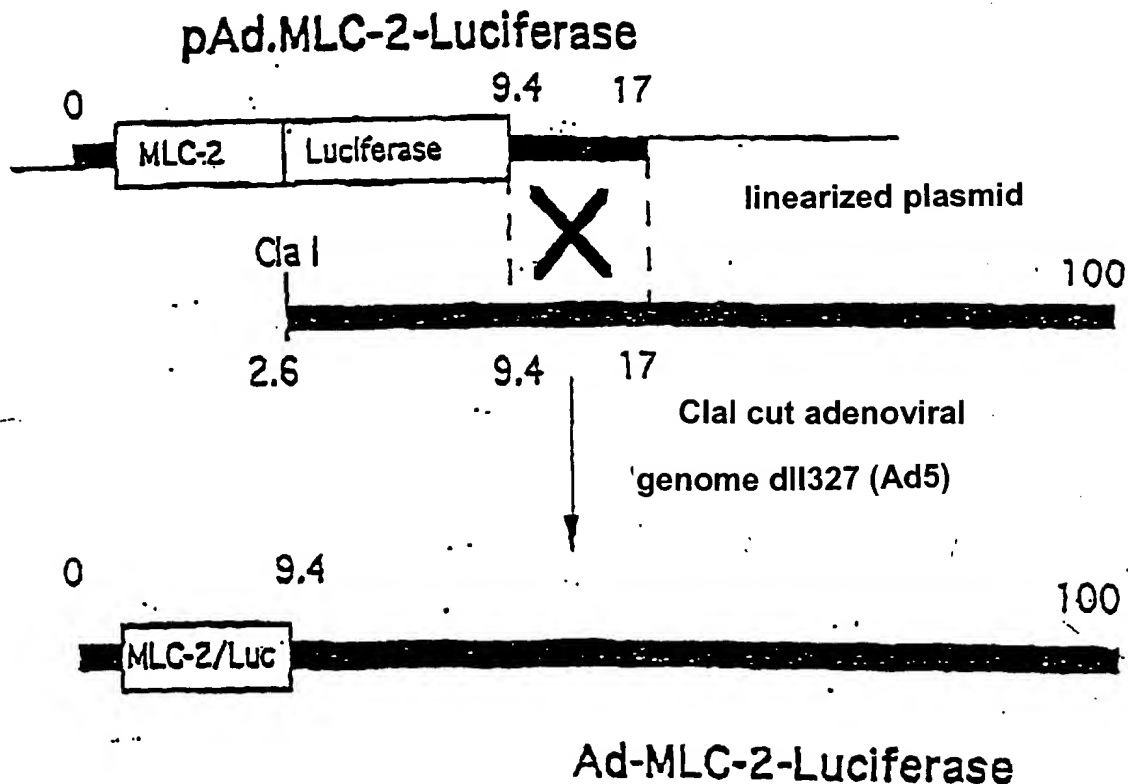 pAd.MLC-2-Luciferase
0 9.4 17
MLC-2 Luciferase
linearized plasmid
Cla I
100
2.6 9.4 17
ClaI cut adenoviral
genome dlI327 (Ad5)
0 9.4
100
MLC-2/Luc
Ad-MLC-2-Luciferase